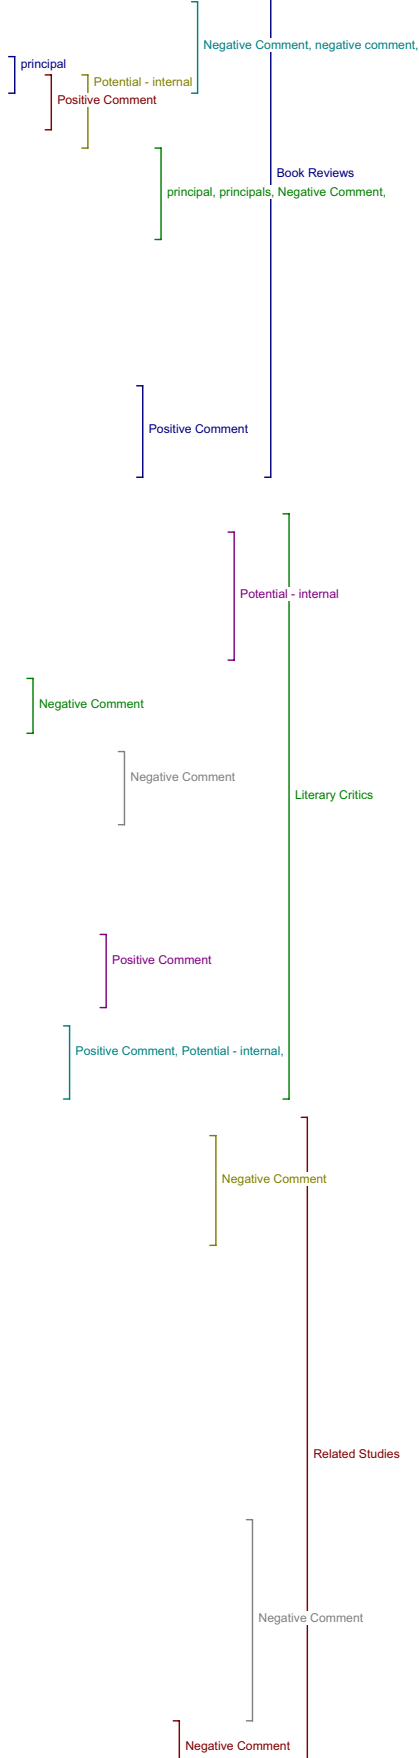 Negative Comment, negative comment,
principal
Potential - internal
Positive Comment
Book Reviews
principal, principals, Negative Comment,
Positive Comment
Potential - internal
Negative Comment
Negative Comment
Literary Critics
Positive Comment
Positive Comment, Potential - internal,
Negative Comment
Related Studies
Negative Comment
Negative Comment